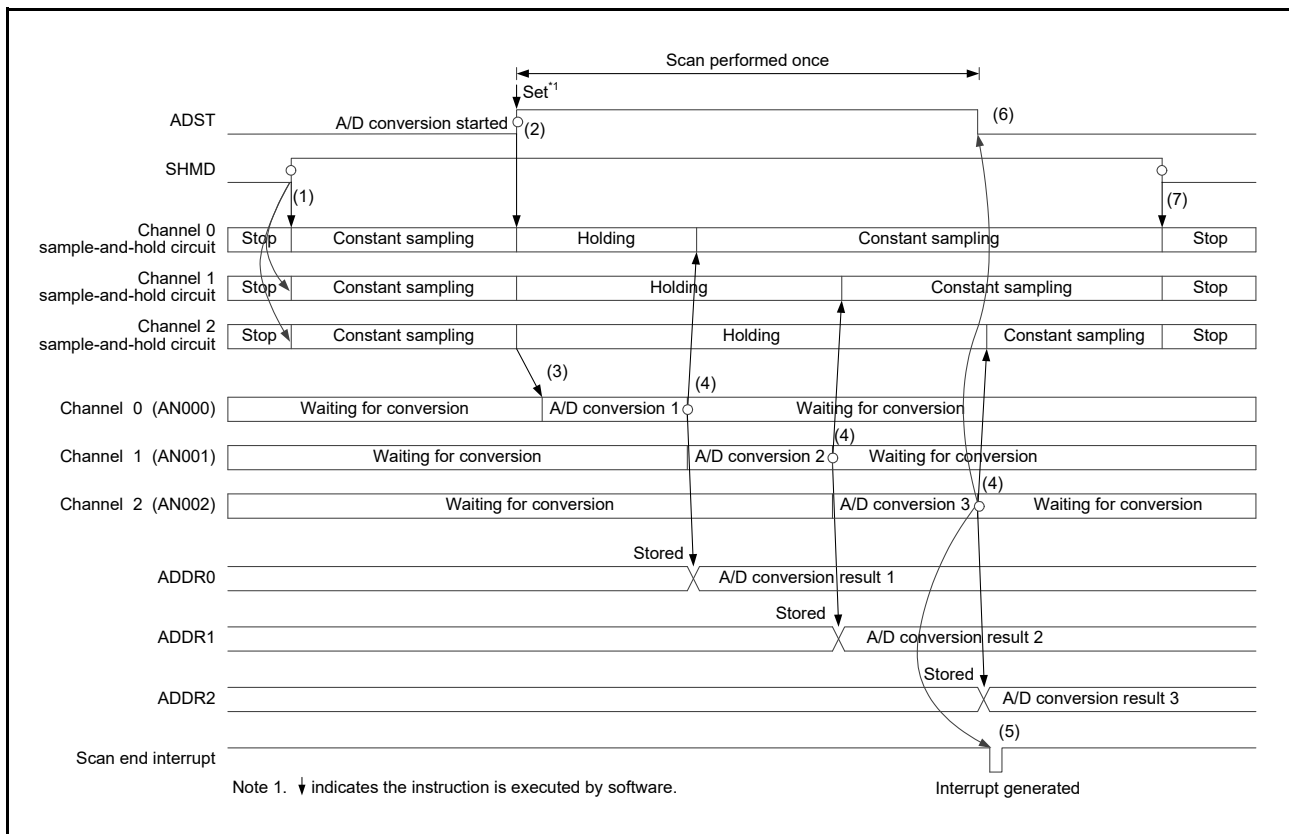 Scan performed once
Set*1
ADST
A/D conversion started
(2)
(6)
SHMD
(1)
(7)
Channel 0
sample-and-hold circuit
Stop
Constant sampling
Holding
Constant sampling
Stop
Channel 1
sample-and-hold circuit
Stop
Constant sampling
Holding
Constant sampling
Stop
Channel 2
sample-and-hold circuit
Stop
Constant sampling
Holding
Constant sampling
Stop
(3)
(4)
Channel 0 (AN000)
Waiting for conversion
A/D conversion 1
Waiting for conversion
(4)
Channel 1 (AN001)
Waiting for conversion
A/D conversion 2
Waiting for conversion
(4)
Channel 2 (AN002)
Waiting for conversion
A/D conversion 3
Waiting for conversion
Stored
ADDR0
A/D conversion result 1
Stored
ADDR1
A/D conversion result 2
Stored
ADDR2
A/D conversion result 3
(5)
Scan end interrupt
Note 1. ↓ indicates the instruction is executed by software.
Interrupt generated